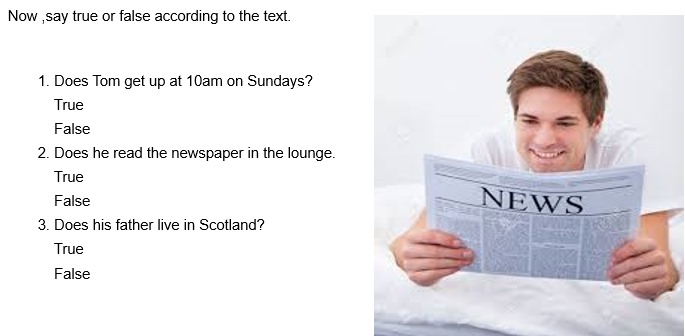 Now ,say true or false according to the text.
1. Does Tom get up at 10am on Sundays?
True
False
2. Does he read the newspaper in the lounge.
True
False
3. Does his father live in Scotland?
True
False
NEWS